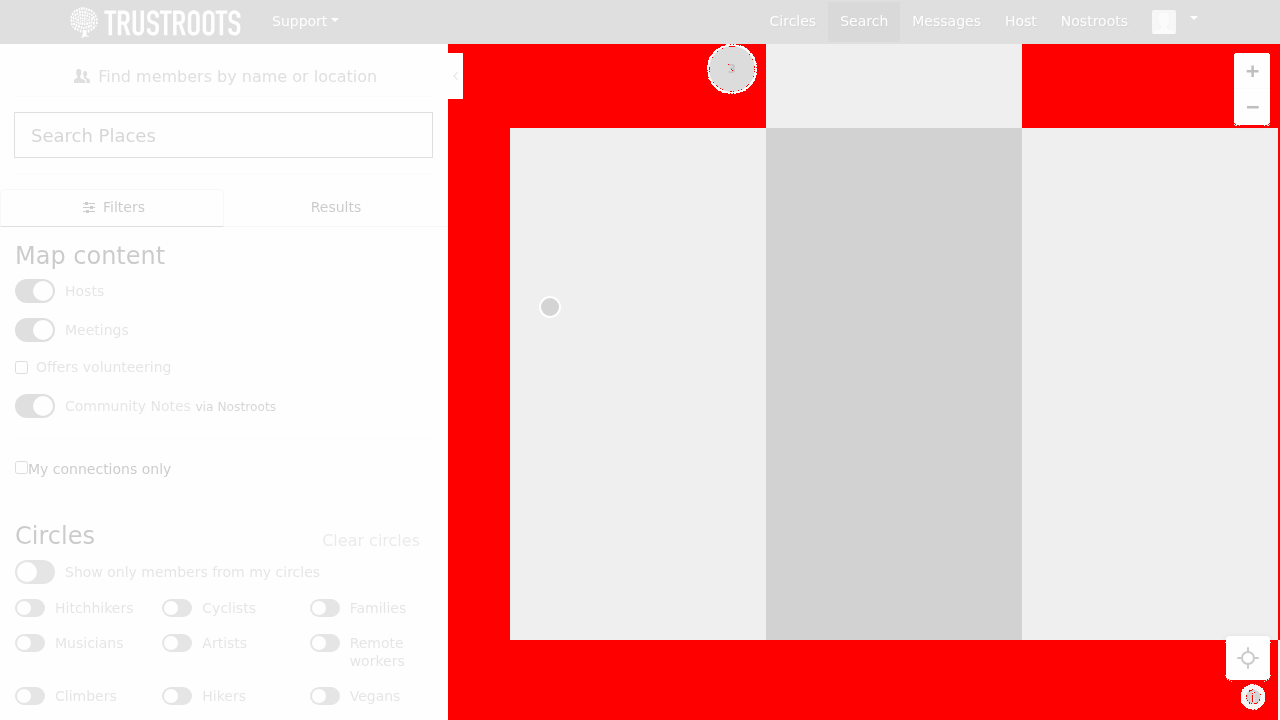 TRUSTROOTS Support Circles Search Messages Host Nostroots
Find members by name or location
Search Places
Filters Results
Map content
Hosts
Meetings
Offers volunteering
Community Notes via Nostroots
My connections only
Circles Clear circles
Show only members from my circles
Hitchhikers Cyclists Families
Musicians Artists Remote workers
Climbers Hikers Vegans